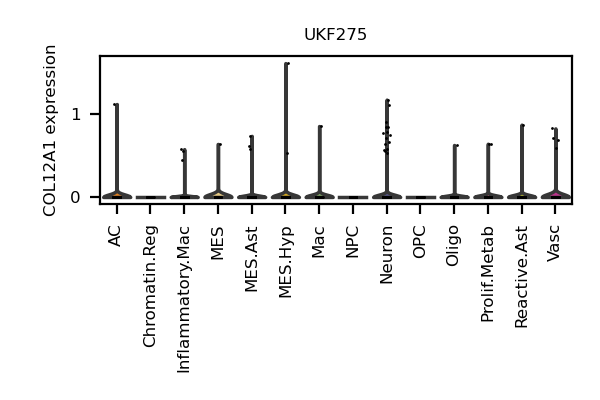 UKF275
COL12A1 expression
1
0
AC
Chromatin.Reg
Inflammatory.Mac
MES
MES.Ast
MES.Hyp
Mac
NPC
Neuron
OPC
Oligo
Prolif.Metab
Reactive.Ast
Vasc